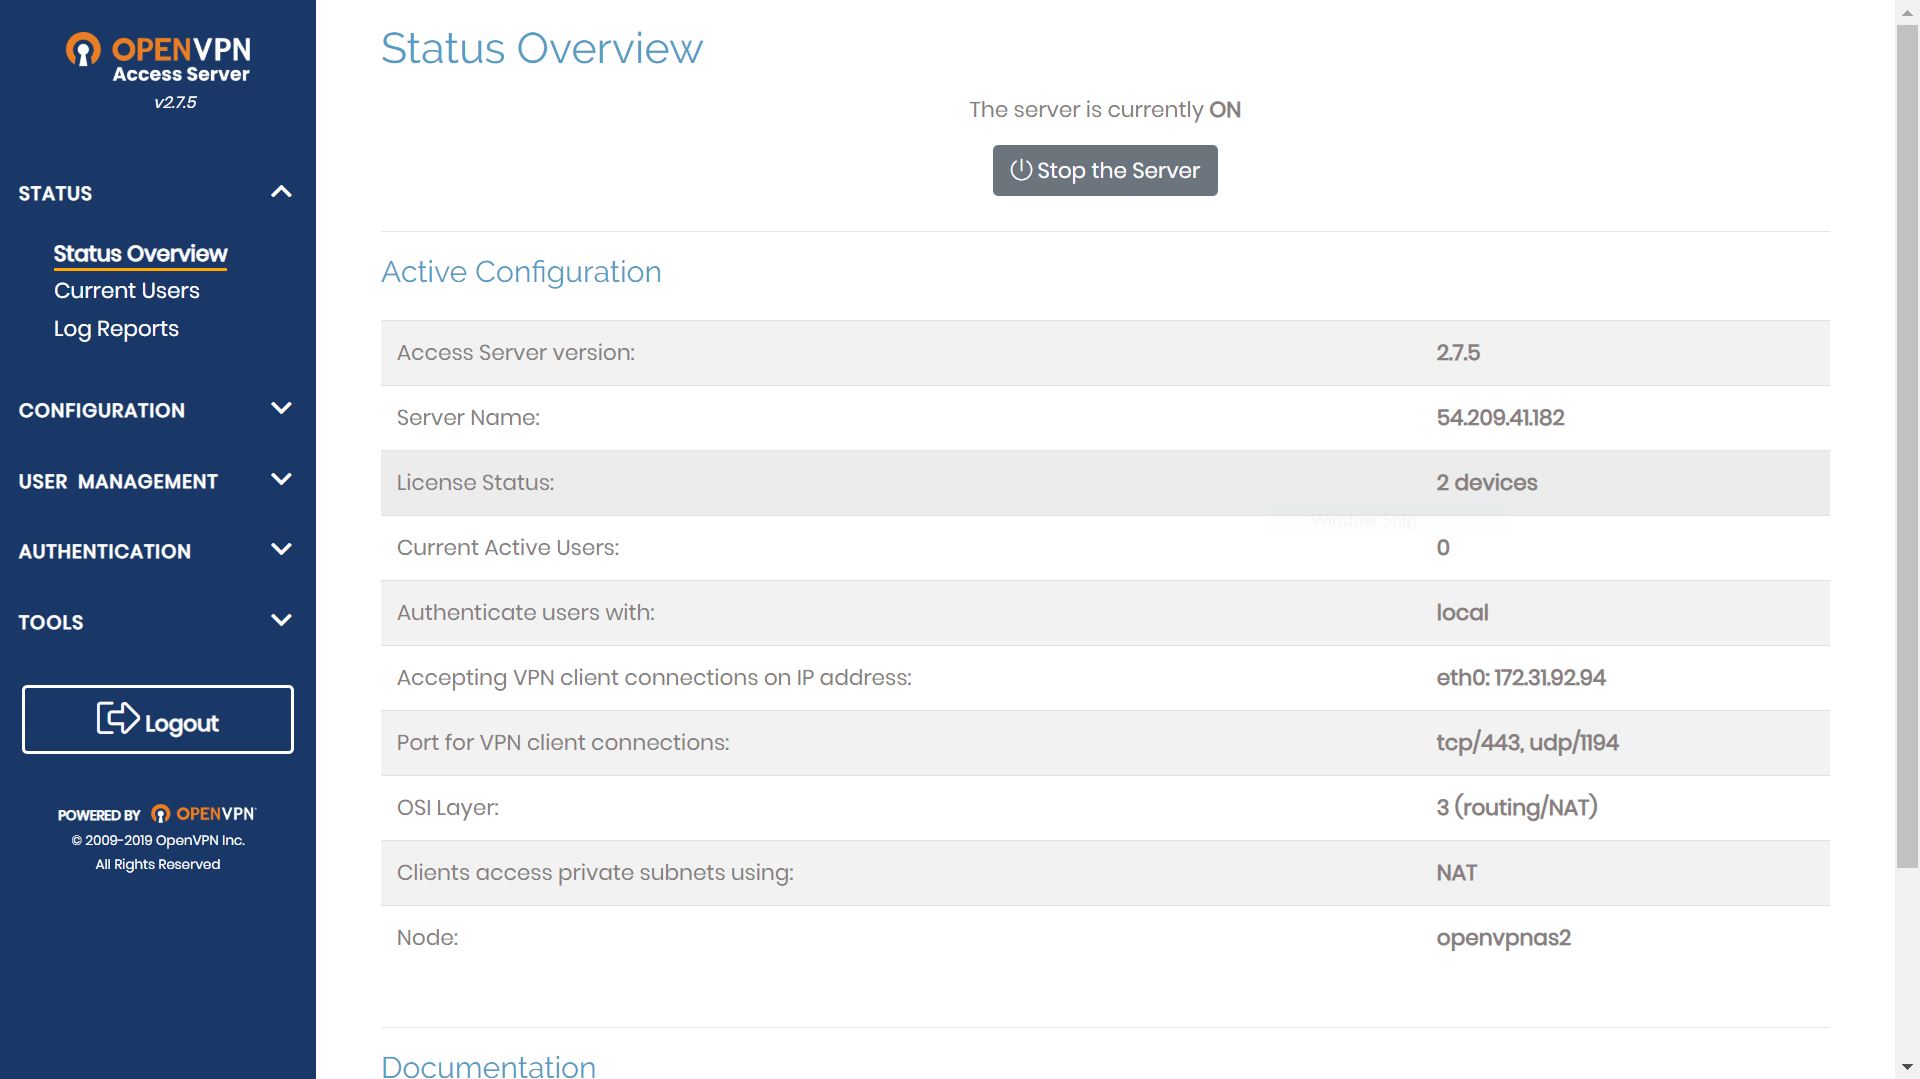 OPENVPN
Access Server
v2.7.5
STATUS
Status Overview
Current Users
Log Reports
CONFIGURATION
USER MANAGEMENT
AUTHENTICATION
TOOLS
Logout
POWERED BY OPENVPN
© 2009-2019 OpenVPN Inc.
All Rights Reserved
Status Overview
The server is currently ON
Stop the Server
Active Configuration
Access Server version: 2.7.5
Server Name: 54.209.41.182
License Status: 2 devices
Window Snip
Current Active Users: 0
Authenticate users with: local
Accepting VPN client connections on IP address: eth0: 172.31.92.94
Port for VPN client connections: tcp/443, udp/1194
OSI Layer: 3 (routing/NAT)
Clients access private subnets using: NAT
Node: openvpnas2
Documentation